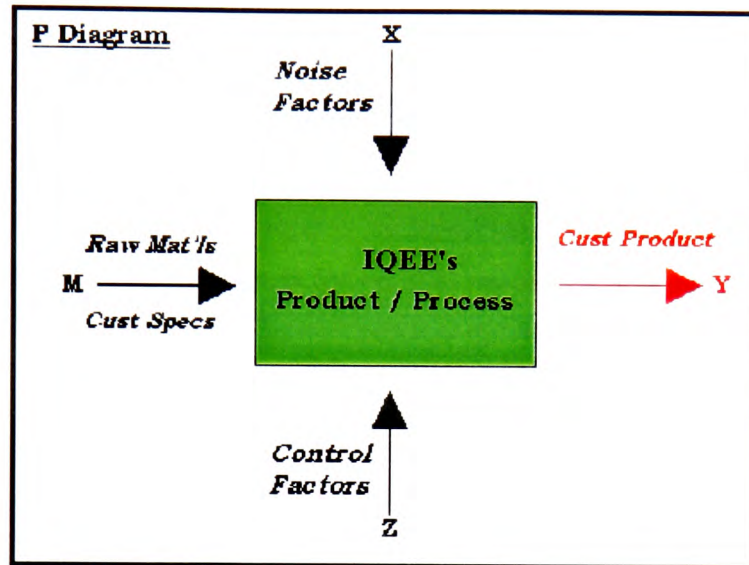 P Diagram
X
Noise
Factors
Raw Mat'ls
M
Cust Specs
IQEE's
Product / Process
Cust Product
Y
Control
Factors
Z